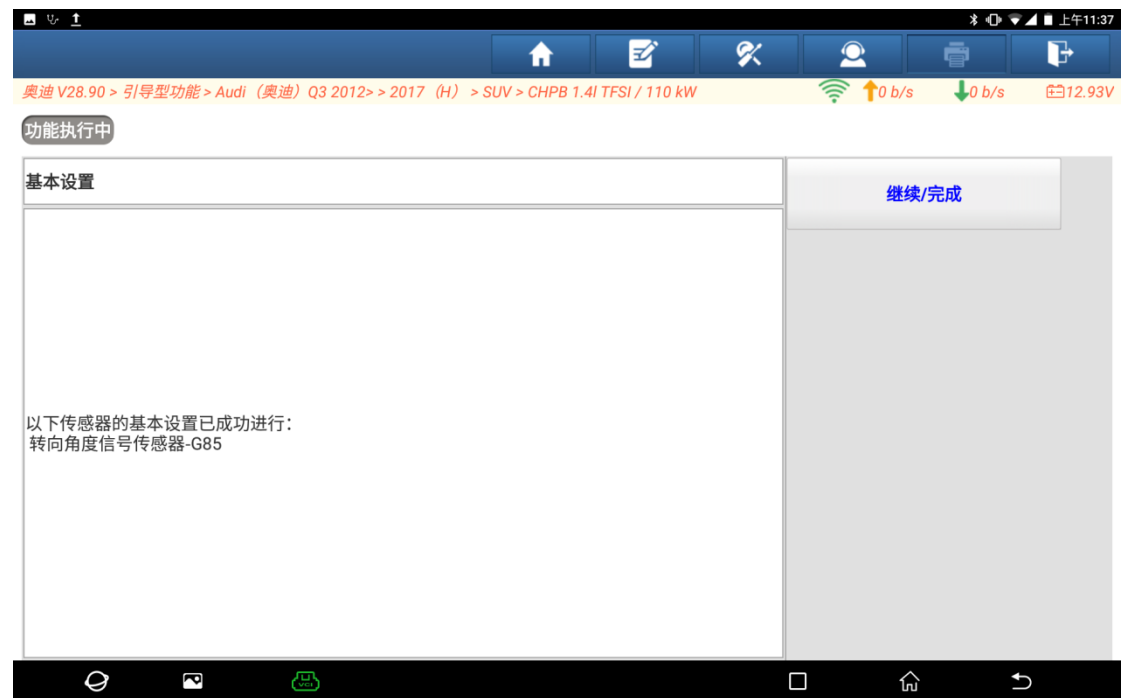 上午11:37
奥迪 V28.90 > 引导型功能 > Audi（奥迪）Q3 2012> > 2017（H） > SUV > CHPB 1.4l TFSI / 110 kW
0 b/s
0 b/s
12.93V
功能执行中
基本设置
继续/完成
以下传感器的基本设置已成功进行：
转向角度信号传感器-G85
VCI